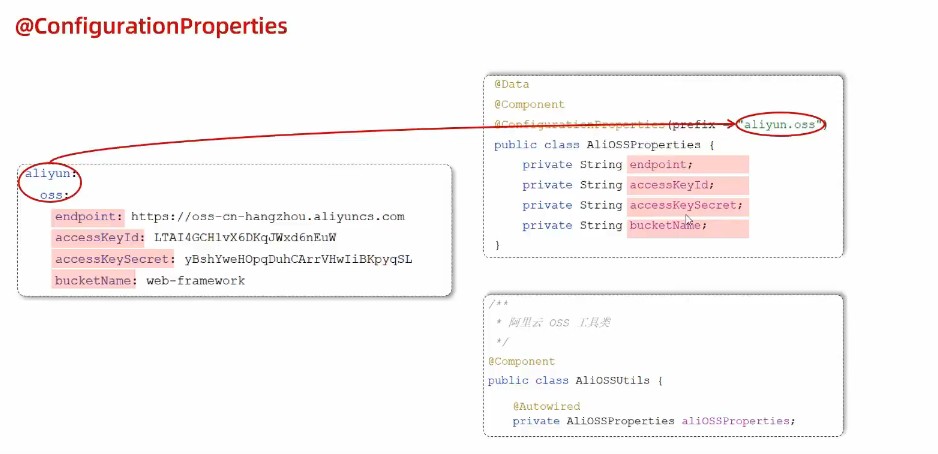 @ConfigurationProperties
aliyun:
oss:
endpoint: https://oss-cn-hangzhou.aliyuncs.com
accessKeyId: LTAI4GCH1vX6DKqJWxd6nEuW
accessKeySecret: yBshYweHOpqDuhCArrVHwIiBKpyqSL
bucketName: web-framework
@Data
@Component
@ConfigurationProperties(prefix = "aliyun.oss")
public class AliOSSProperties {
private String endpoint;
private String accessKeyId;
private String accessKeySecret;
private String bucketName;
}
/**
* 阿里云 OSS 工具类
*/
@Component
public class AliOSSUtils {
@Autowired
private AliOSSProperties aliOSSProperties;